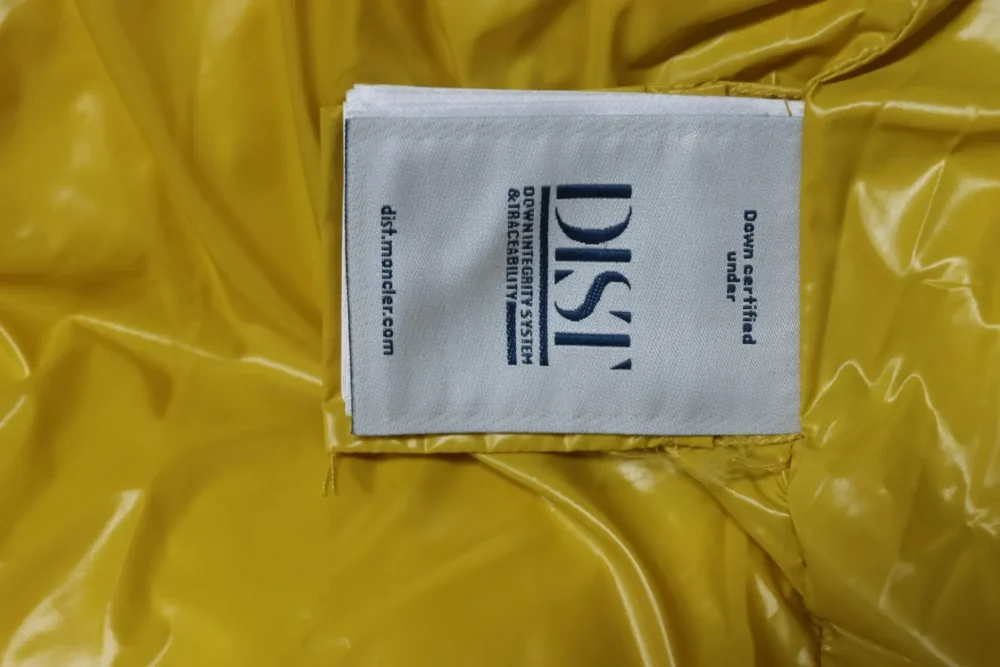 Down certified
under
DIST
DOWN INTEGRITY SYSTEM
& TRACEABILITY
dist.moncler.com